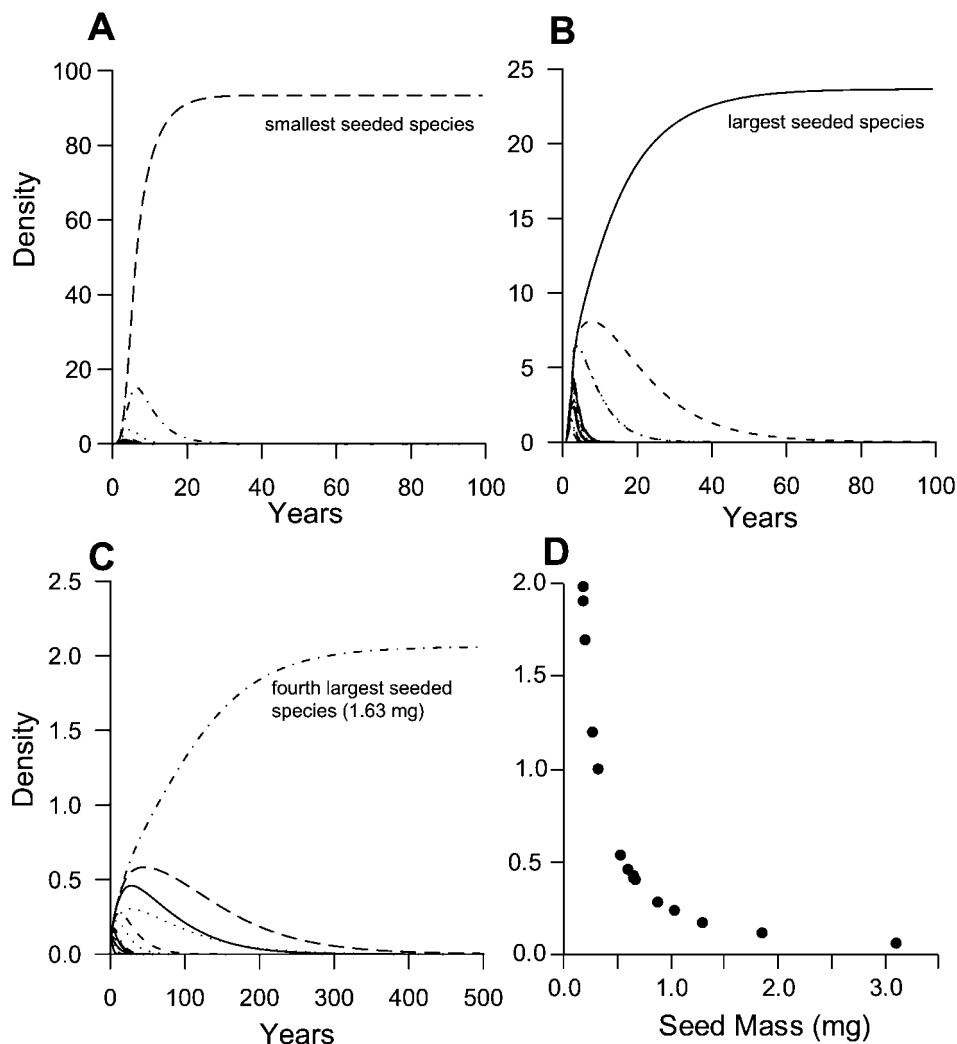 A
100
80
60
40
20
0
Density
smallest seeded species
0 20 40 60 80 100
Years
B
25
20
15
10
5
0
largest seeded species
0 20 40 60 80 100
Years
C
2.5
2.0
1.5
1.0
0.5
0.0
Density
fourth largest seeded
species (1.63 mg)
0 100 200 300 400 500
Years
D
2.0
1.5
1.0
0.5
0.0
0.0 1.0 2.0 3.0
Seed Mass (mg)